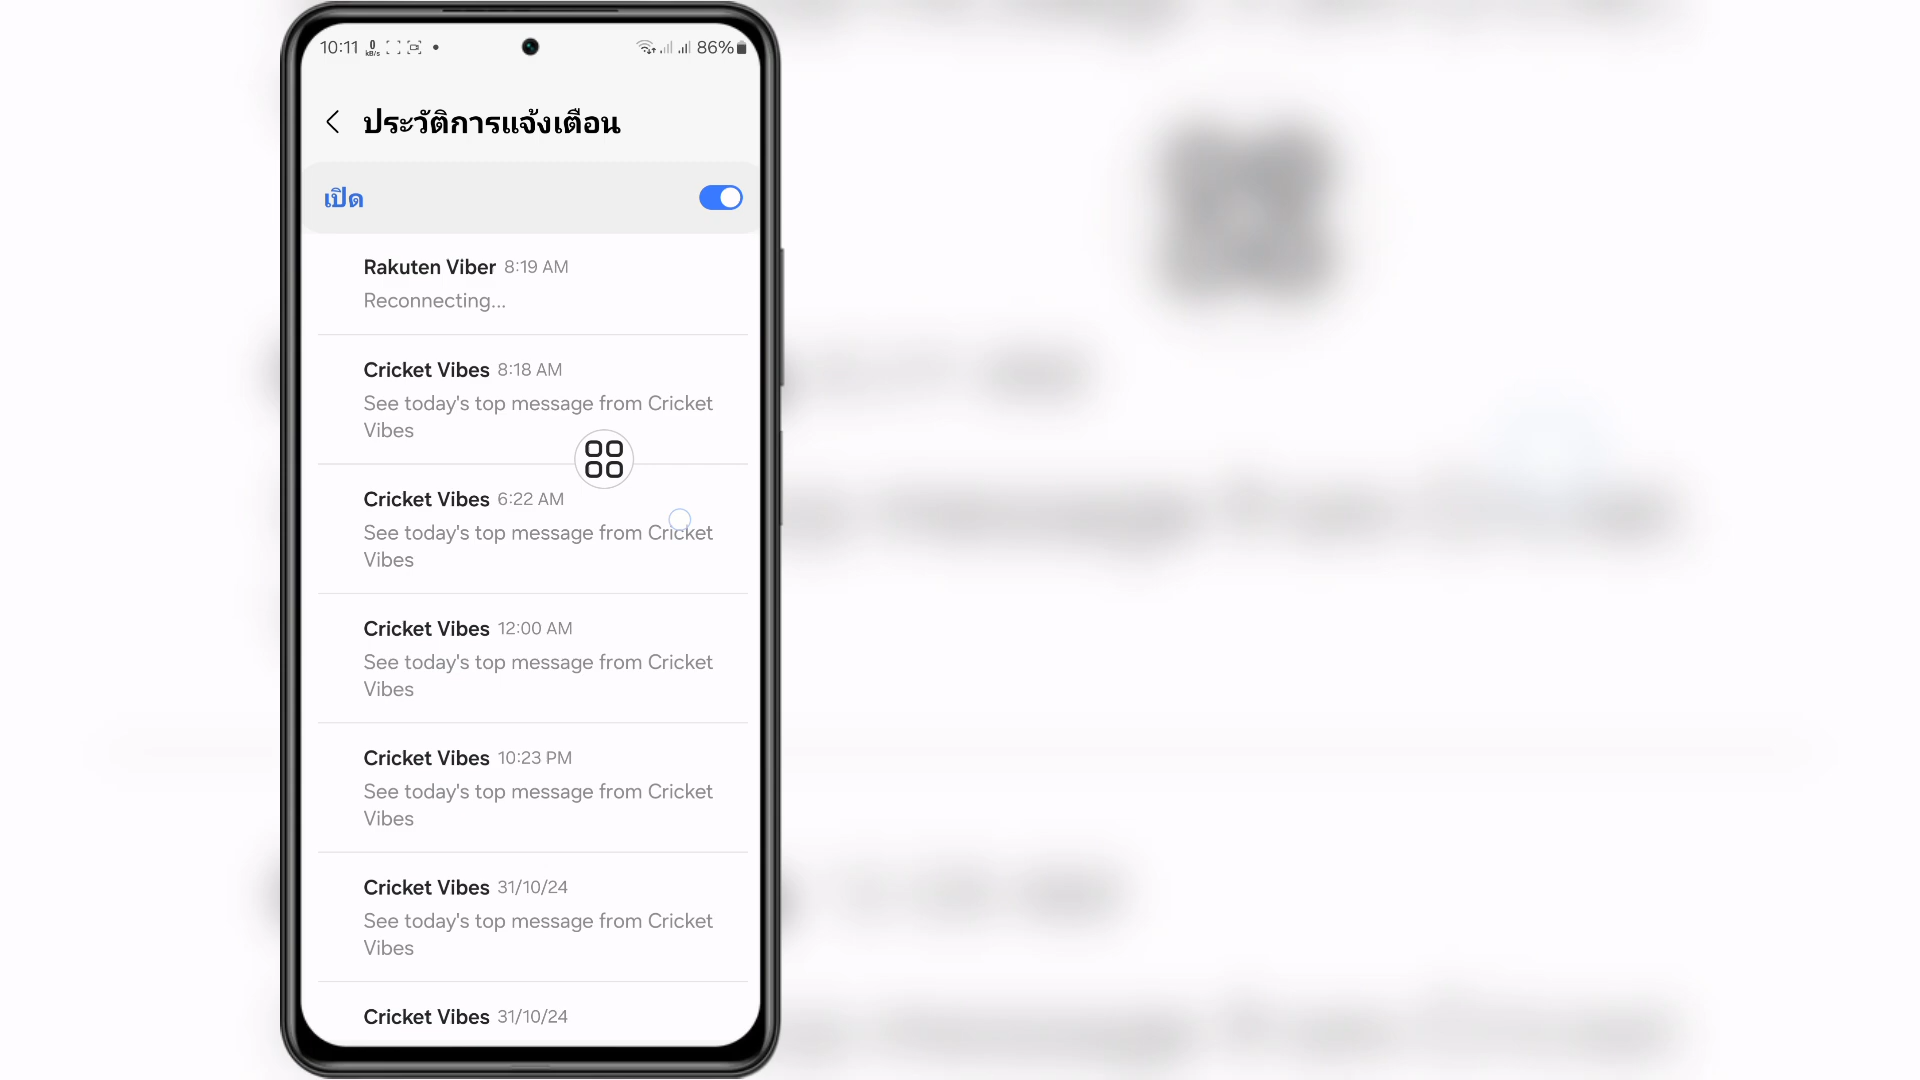 10:11 0 KB/s 86%
ประวัติการแจ้งเตือน
เปิด
Rakuten Viber 8:19 AM
Reconnecting...
Cricket Vibes 8:18 AM
See today's top message from Cricket
Vibes
Cricket Vibes 6:22 AM
See today's top message from Cricket
Vibes
Cricket Vibes 12:00 AM
See today's top message from Cricket
Vibes
Cricket Vibes 10:23 PM
See today's top message from Cricket
Vibes
Cricket Vibes 31/10/24
See today's top message from Cricket
Vibes
Cricket Vibes 31/10/24